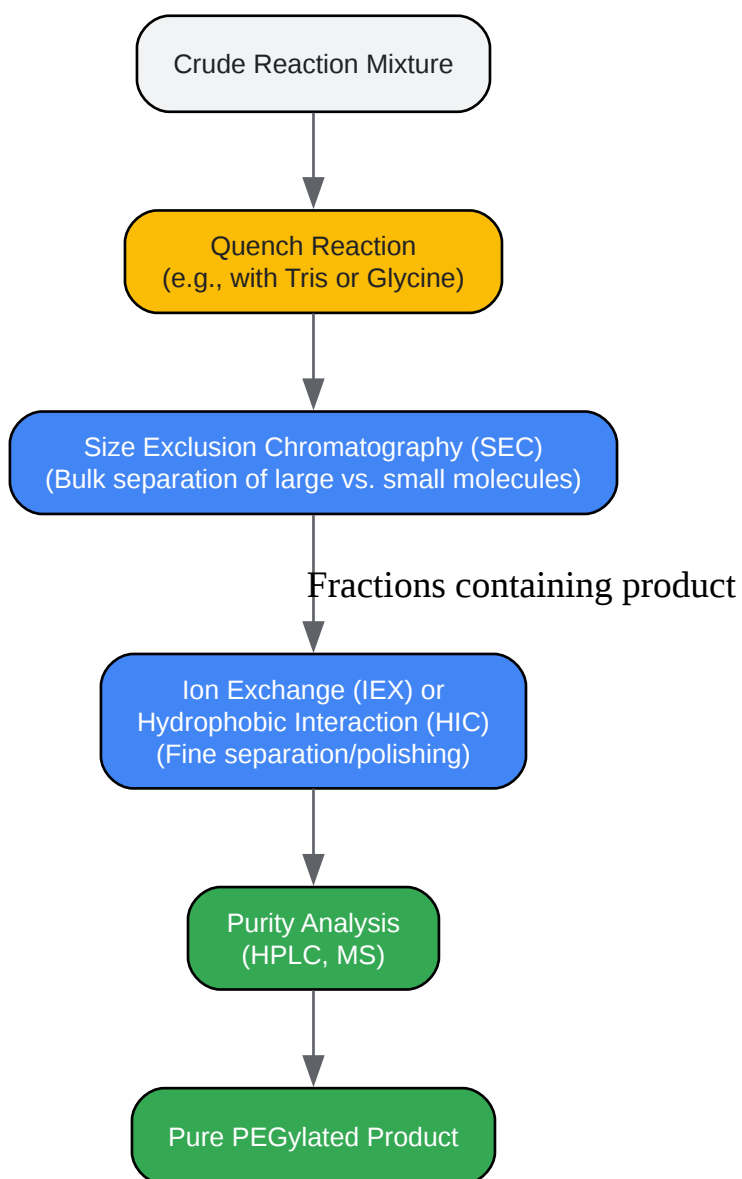 Crude Reaction Mixture
Quench Reaction
(e.g., with Tris or Glycine)
Size Exclusion Chromatography (SEC)
(Bulk separation of large vs. small molecules)
Fractions containing product
Ion Exchange (IEX) or
Hydrophobic Interaction (HIC)
(Fine separation/polishing)
Purity Analysis
(HPLC, MS)
Pure PEGylated Product